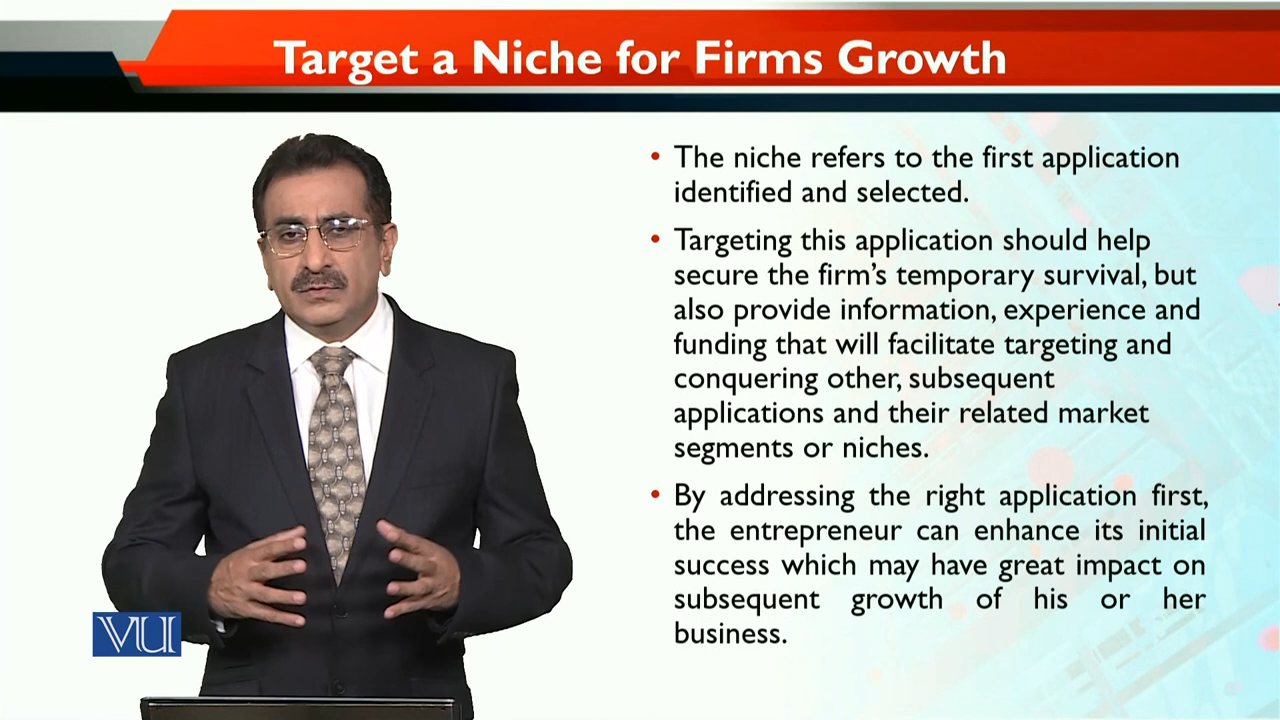 Target a Niche for Firms Growth
• The niche refers to the first application
identified and selected.
• Targeting this application should help
secure the firm's temporary survival, but
also provide information, experience and
funding that will facilitate targeting and
conquering other, subsequent
applications and their related market
segments or niches.
• By addressing the right application first,
the entrepreneur can enhance its initial
success which may have great impact on
subsequent growth of his or her
business.
VU